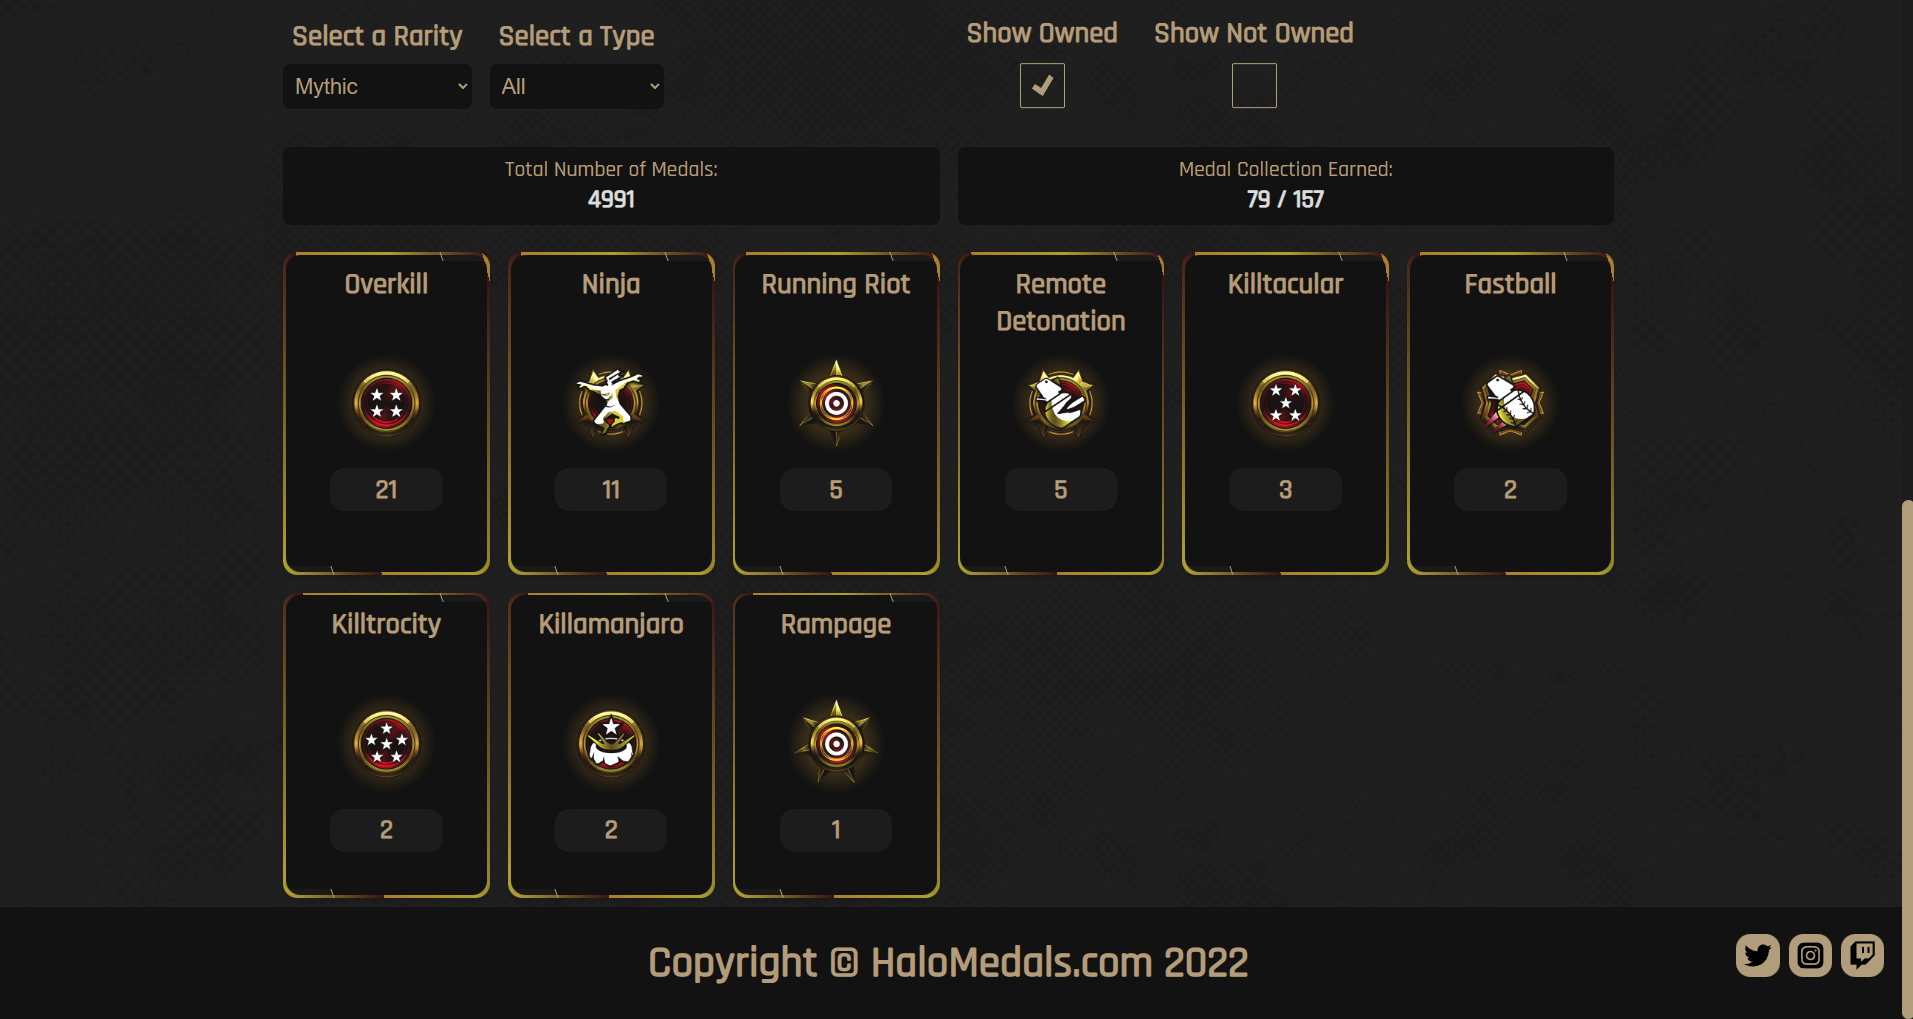 Select a Rarity Select a Type Show Owned Show Not Owned
Mythic All
Total Number of Medals: Medal Collection Earned:
4991 79 / 157
Overkill Ninja Running Riot Remote Detonation Killtacular Fastball
21 11 5 5 3 2
Killtrocity Killamanjaro Rampage
2 2 1
Copyright © HaloMedals.com 2022